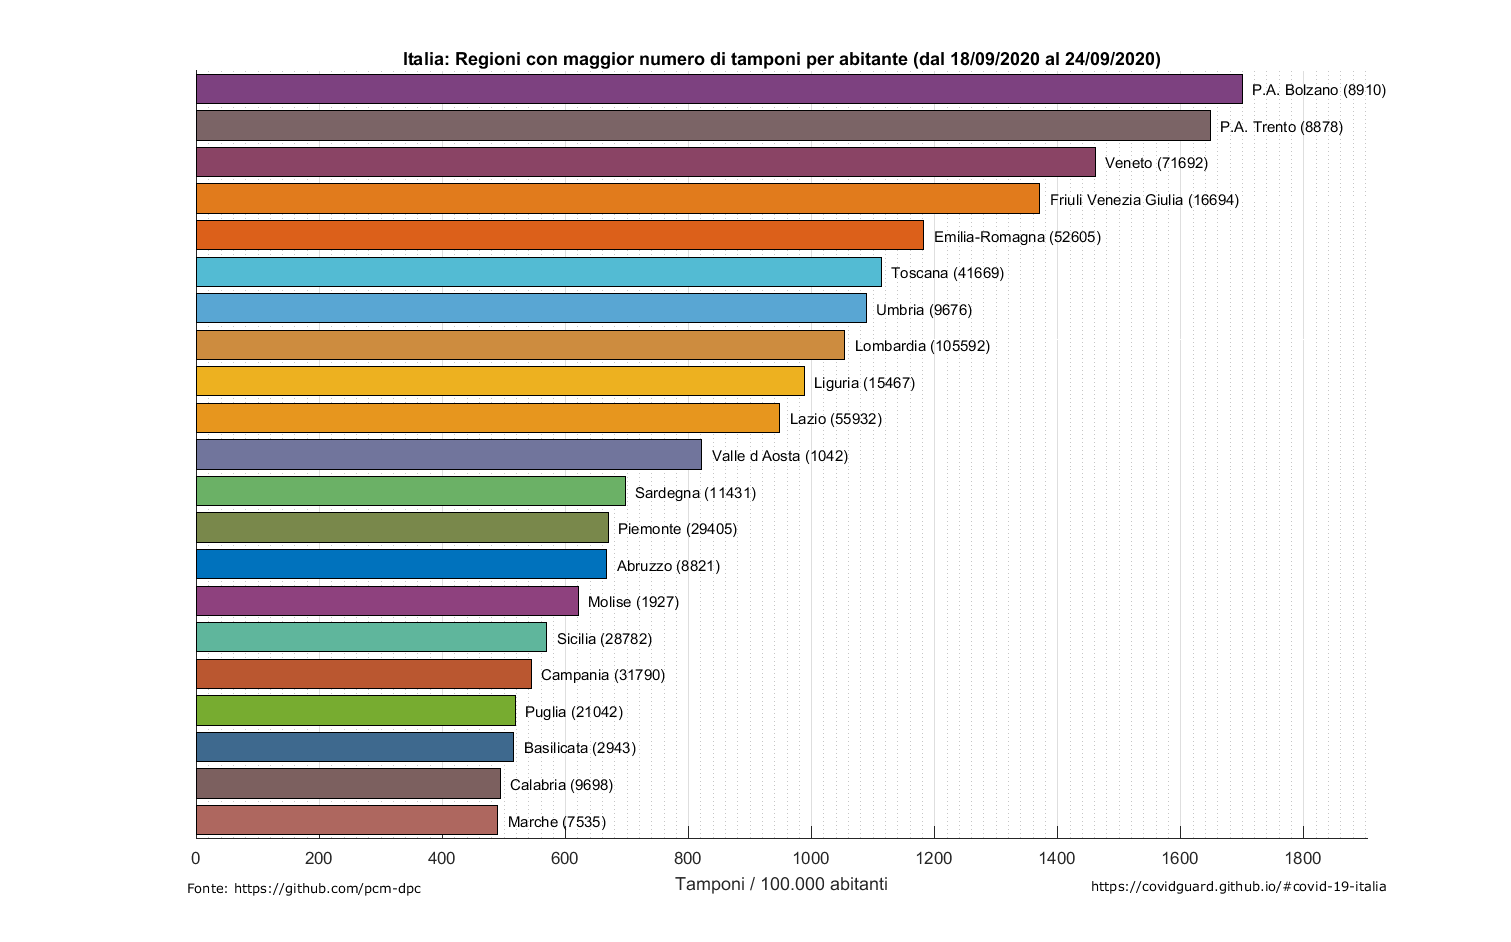 Italia: Regioni con maggior numero di tamponi per abitante (dal 18/09/2020 al 24/09/2020)
P.A. Bolzano (8910)
P.A. Trento (8878)
Veneto (71692)
Friuli Venezia Giulia (16694)
Emilia-Romagna (52605)
Toscana (41669)
Umbria (9676)
Lombardia (105592)
Liguria (15467)
Lazio (55932)
Valle d Aosta (1042)
Sardegna (11431)
Piemonte (29405)
Abruzzo (8821)
Molise (1927)
Sicilia (28782)
Campania (31790)
Puglia (21042)
Basilicata (2943)
Calabria (9698)
Marche (7535)
0 200 400 600 800 1000 1200 1400 1600 1800
Tamponi / 100.000 abitanti
Fonte: https://github.com/pcm-dpc
https://covidguard.github.io/#covid-19-italia